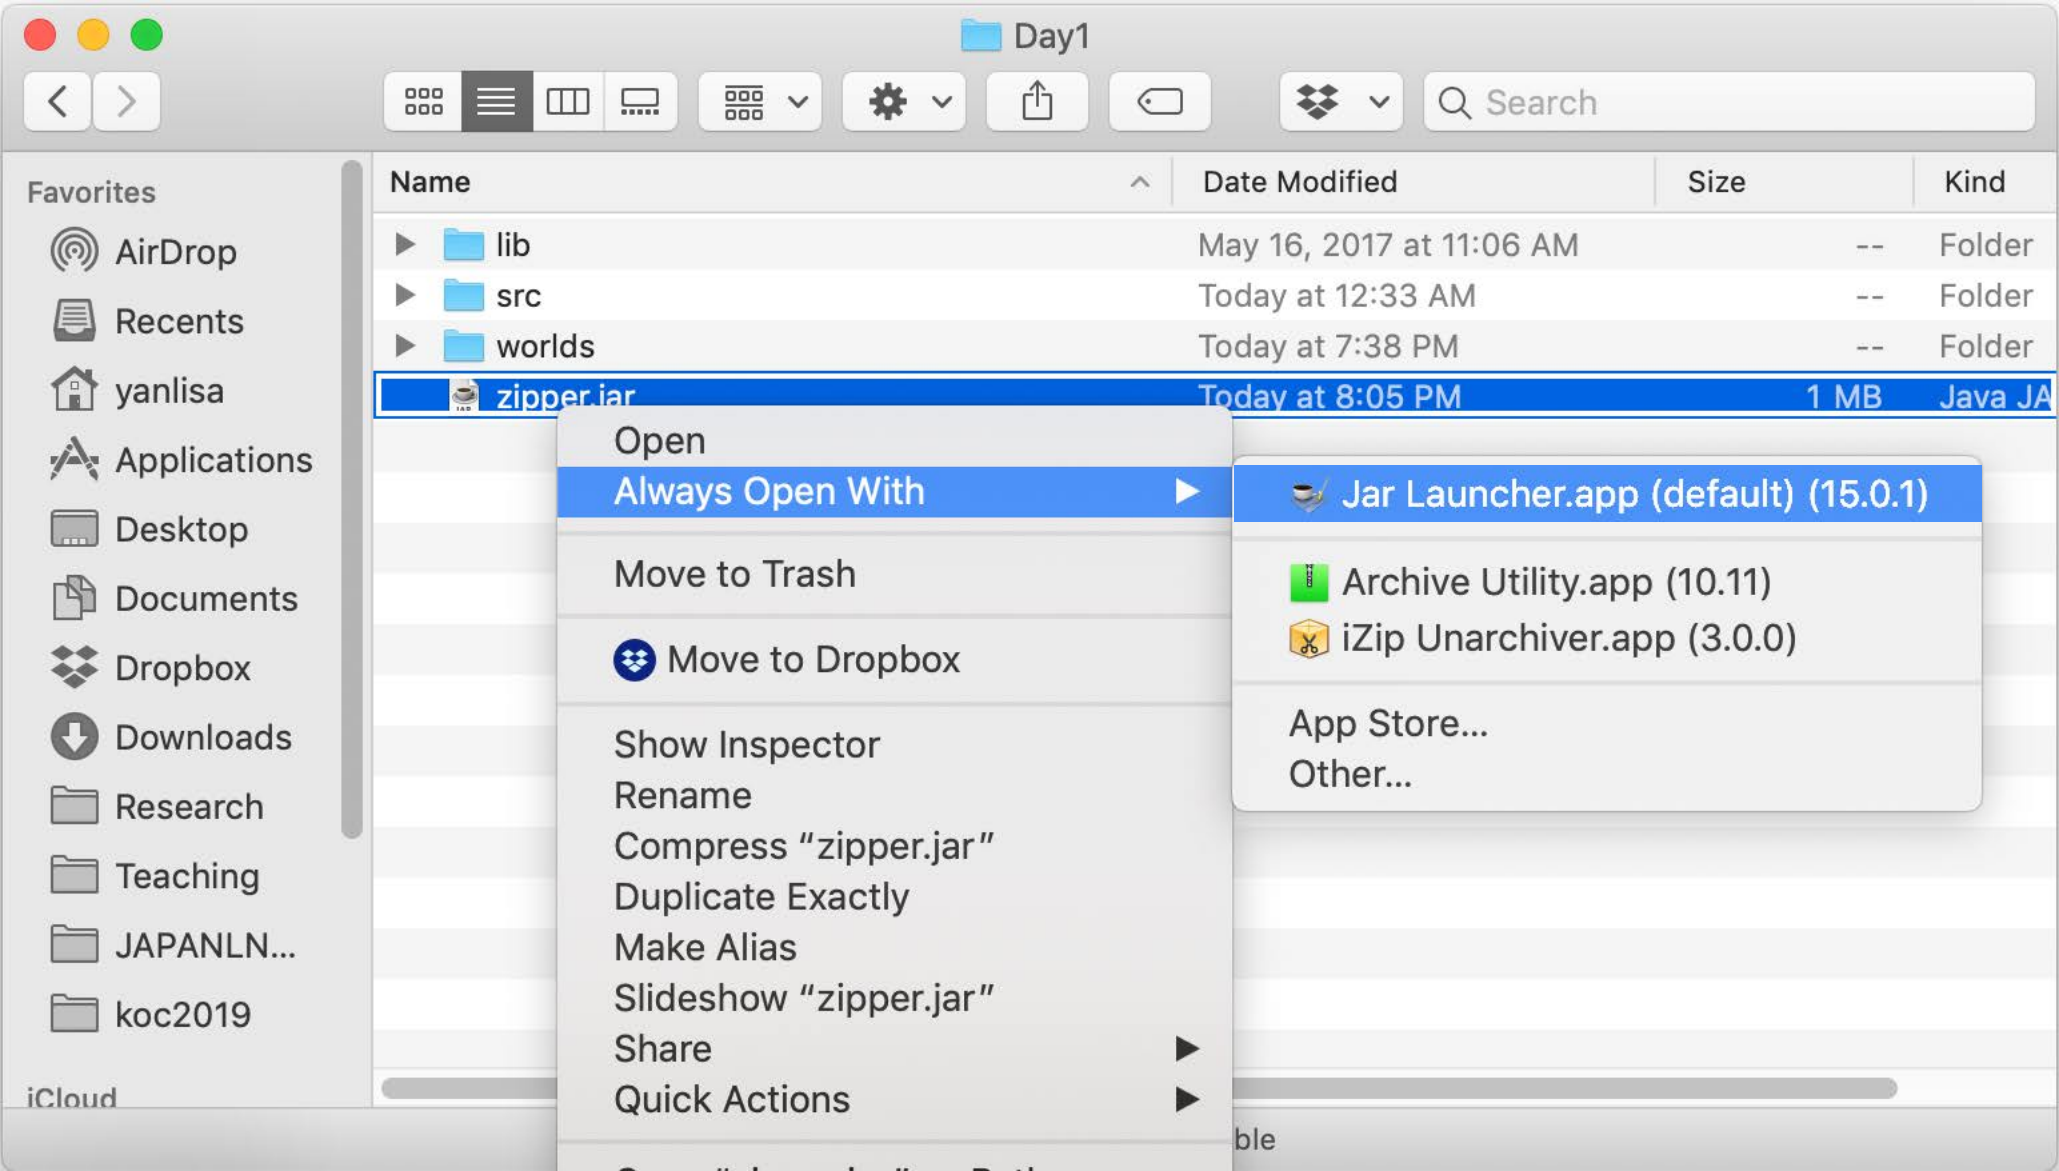 Day1
Search
Favorites
AirDrop
Recents
yanlisa
Applications
Desktop
Documents
Dropbox
Downloads
Research
Teaching
JAPANLN...
koc2019
iCloud
Name Date Modified Size Kind
lib May 16, 2017 at 11:06 AM -- Folder
src Today at 12:33 AM -- Folder
worlds Today at 7:38 PM -- Folder
zipper.jar Today at 8:05 PM 1 MB Java JA
Open
Always Open With
Move to Trash
Move to Dropbox
Show Inspector
Rename
Compress “zipper.jar”
Duplicate Exactly
Make Alias
Slideshow “zipper.jar”
Share
Quick Actions
Jar Launcher.app (default) (15.0.1)
Archive Utility.app (10.11)
iZip Unarchiver.app (3.0.0)
App Store...
Other...
ble